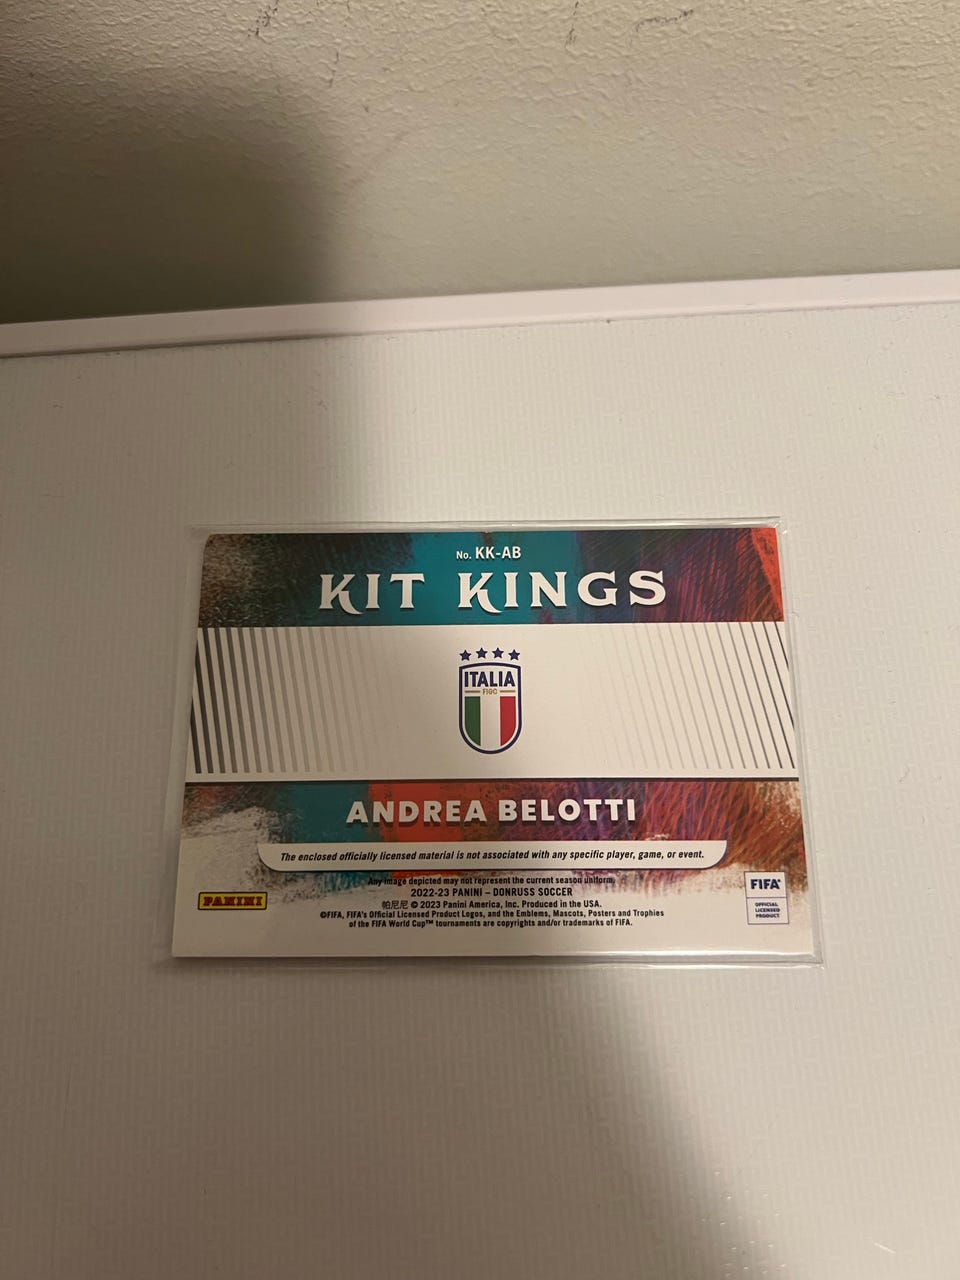 No. KK-AB
KIT KINGS
ITALIA
FIGC
ANDREA BELOTTI
The enclosed officially licensed material is not associated with any specific player, game, or event.
Any image depicted may not represent the current season uniform.
2022-23 PANINI – DONRUSS SOCCER
帕尼尼 © 2023 Panini America, Inc. Produced in the USA.
©FIFA, FIFA's Official Licensed Product Logos, and the Emblems, Mascots, Posters and Trophies
of the FIFA World Cup™ tournaments are copyrights and/or trademarks of FIFA.
PANINI
FIFA®
OFFICIAL
LICENSED
PRODUCT